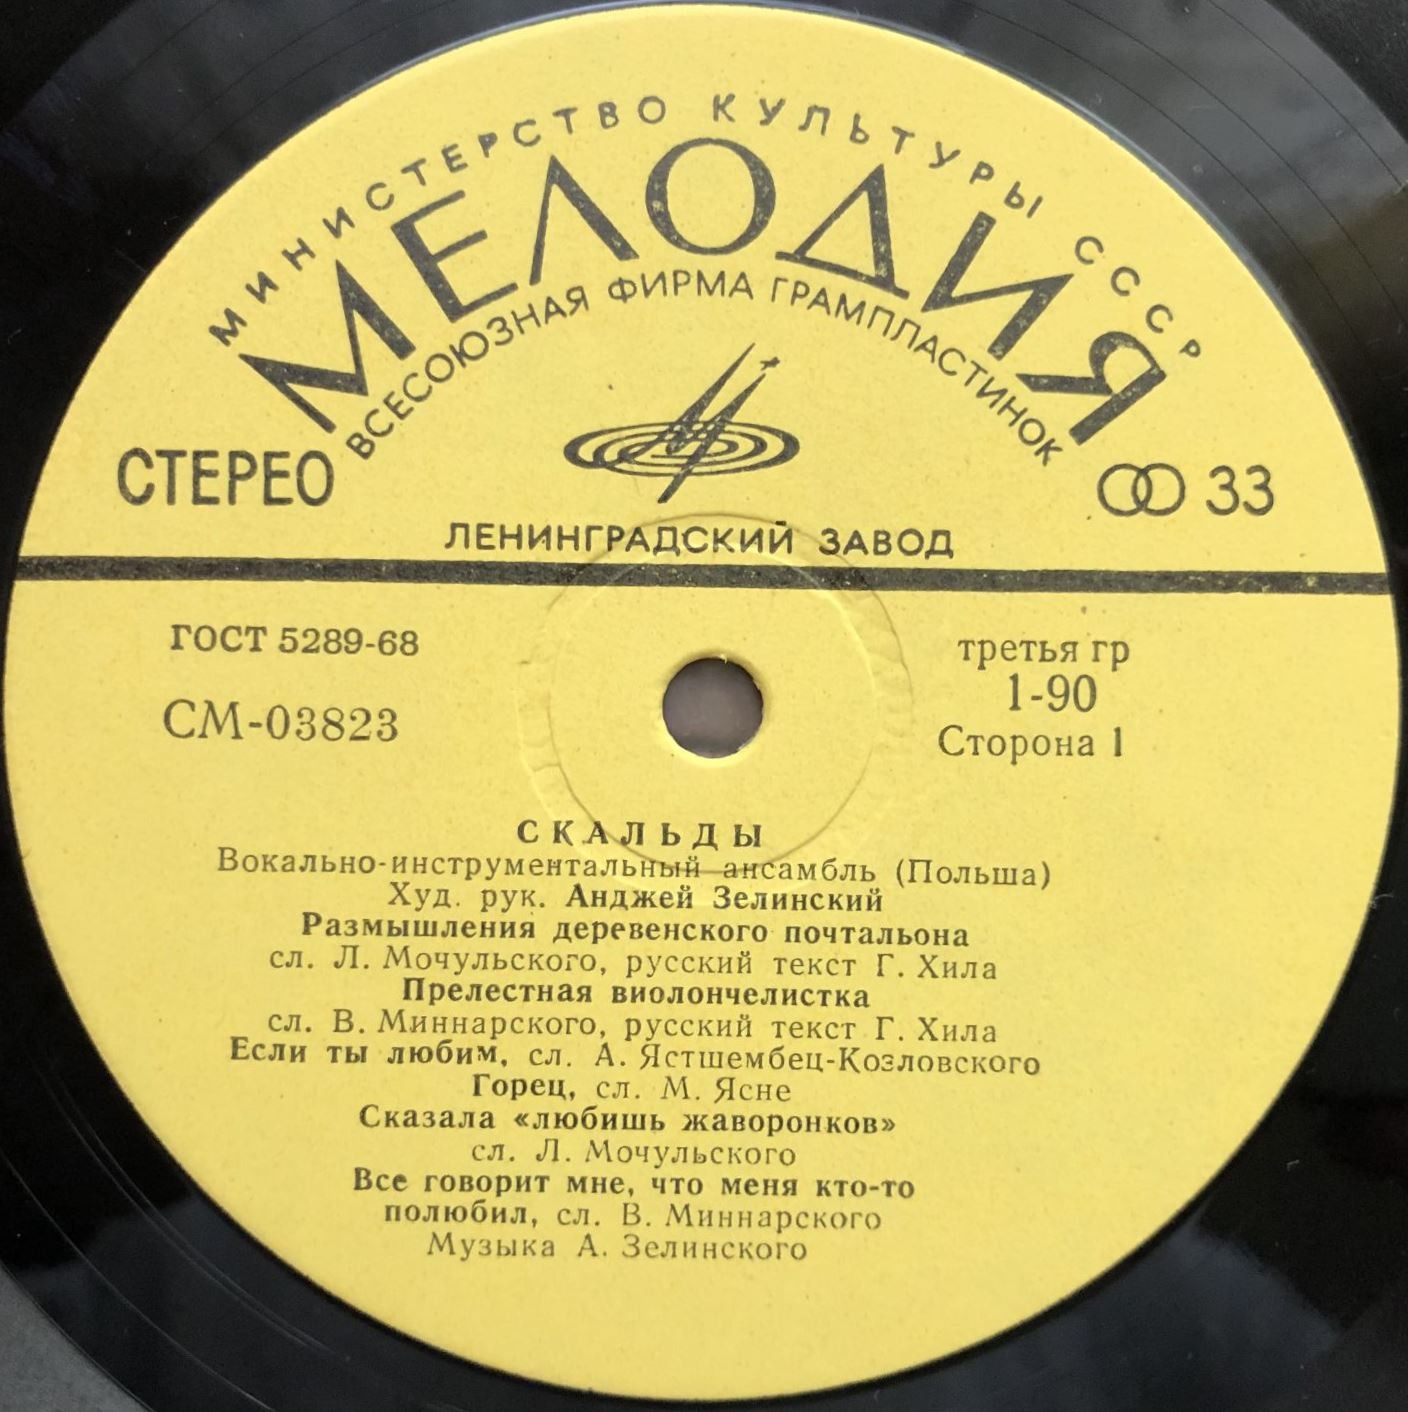 МИНИСТЕРСТВО КУЛЬТУРЫ СССР
МЕЛОДИЯ
ВСЕСОЮЗНАЯ ФИРМА ГРАМПЛАСТИНОК
СТЕРЕО
33
ЛЕНИНГРАДСКИЙ ЗАВОД
ГОСТ 5289-68
третья гр
СМ-03823
1-90
Сторона 1
СКАЛЬДЫ
Вокально-инструментальный ансамбль (Польша)
Худ. рук. Анджей Зелинский
Размышления деревенского почтальона
сл. Л. Мочульского, русский текст Г. Хила
Прелестная виолончелистка
сл. В. Миннарского, русский текст Г. Хила
Если ты любим, сл. А. Ястшембец-Козловского
Горец, сл. М. Ясне
Сказала «любишь жаворонков»
сл. Л. Мочульского
Все говорит мне, что меня кто-то
полюбил, сл. В. Миннарского
Музыка А. Зелинского